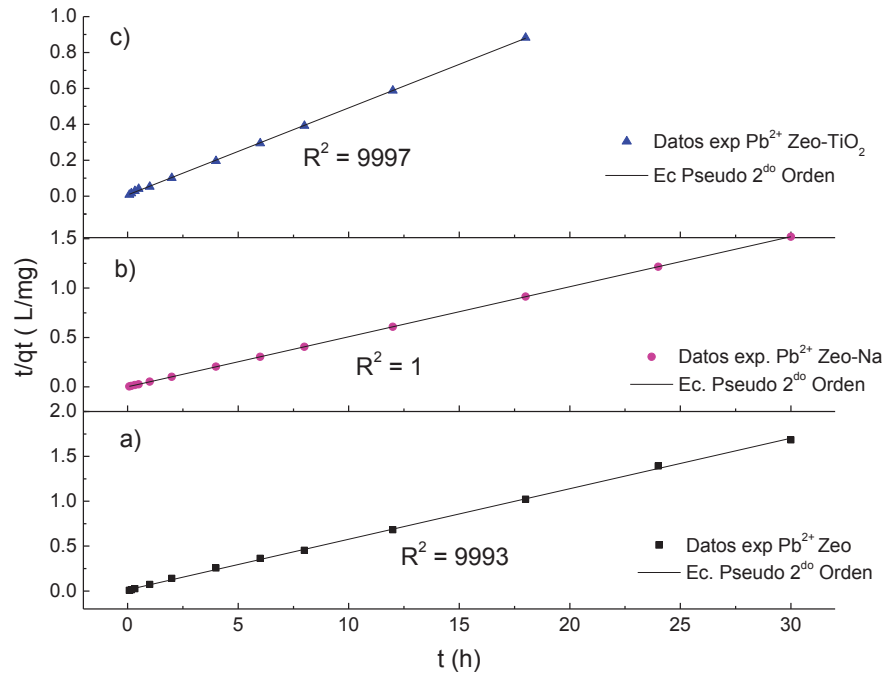 c)
1.0
0.8
0.6
0.4
0.2
0.0
R² = 9997
Datos exp Pb²⁺ Zeo-TiO₂
Ec Pseudo 2ᵈᵒ Orden
b)
1.5
1.0
0.5
0.0
R² = 1
Datos exp. Pb²⁺ Zeo-Na
Ec. Pseudo 2ᵈᵒ Orden
t/qt ( L/mg)
a)
2.0
1.5
1.0
0.5
0.0
R² = 9993
Datos exp Pb²⁺ Zeo
Ec. Pseudo 2ᵈᵒ Orden
0 5 10 15 20 25 30
t (h)